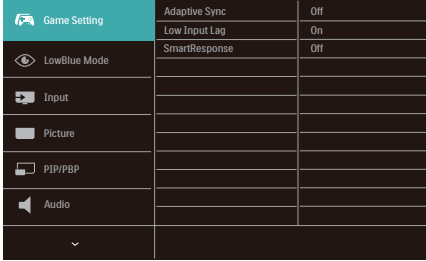 Game Setting
Adaptive Sync Off
Low Input Lag On
SmartResponse Off
LowBlue Mode
Input
Picture
PIP/PBP
Audio